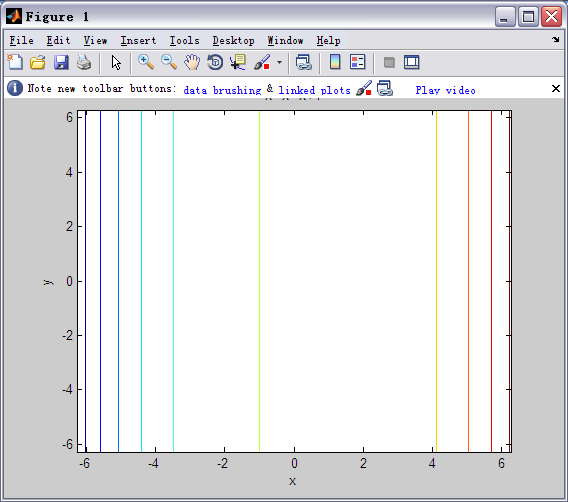 Figure 1
File Edit View Insert Tools Desktop Window Help
Note new toolbar buttons: data brushing & linked plots Play video
6
4
2
0
-2
-4
-6
y
-6 -4 -2 0 2 4 6
x